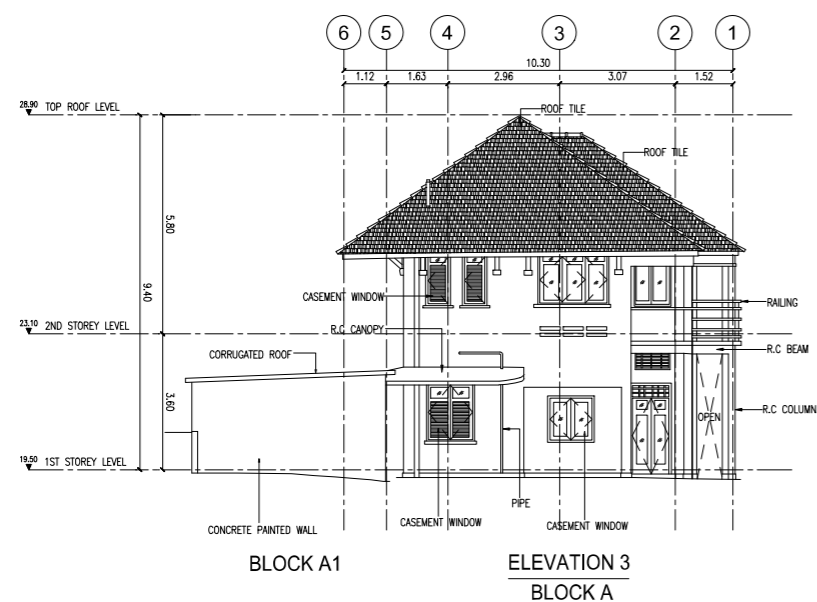 6 5 4 3 2 1
10.30
1.12 1.63 2.96 3.07 1.52
28.90 TOP ROOF LEVEL
ROOF TILE
ROOF TILE
5.80
9.40
CASEMENT WINDOW
RAILING
23.10 2ND STOREY LEVEL
R.C CANOPY
R.C BEAM
CORRUGATED ROOF
3.60
OPEN
R.C COLUMN
19.50 1ST STOREY LEVEL
PIPE
CONCRETE PAINTED WALL
CASEMENT WINDOW
CASEMENT WINDOW
BLOCK A1
ELEVATION 3
BLOCK A